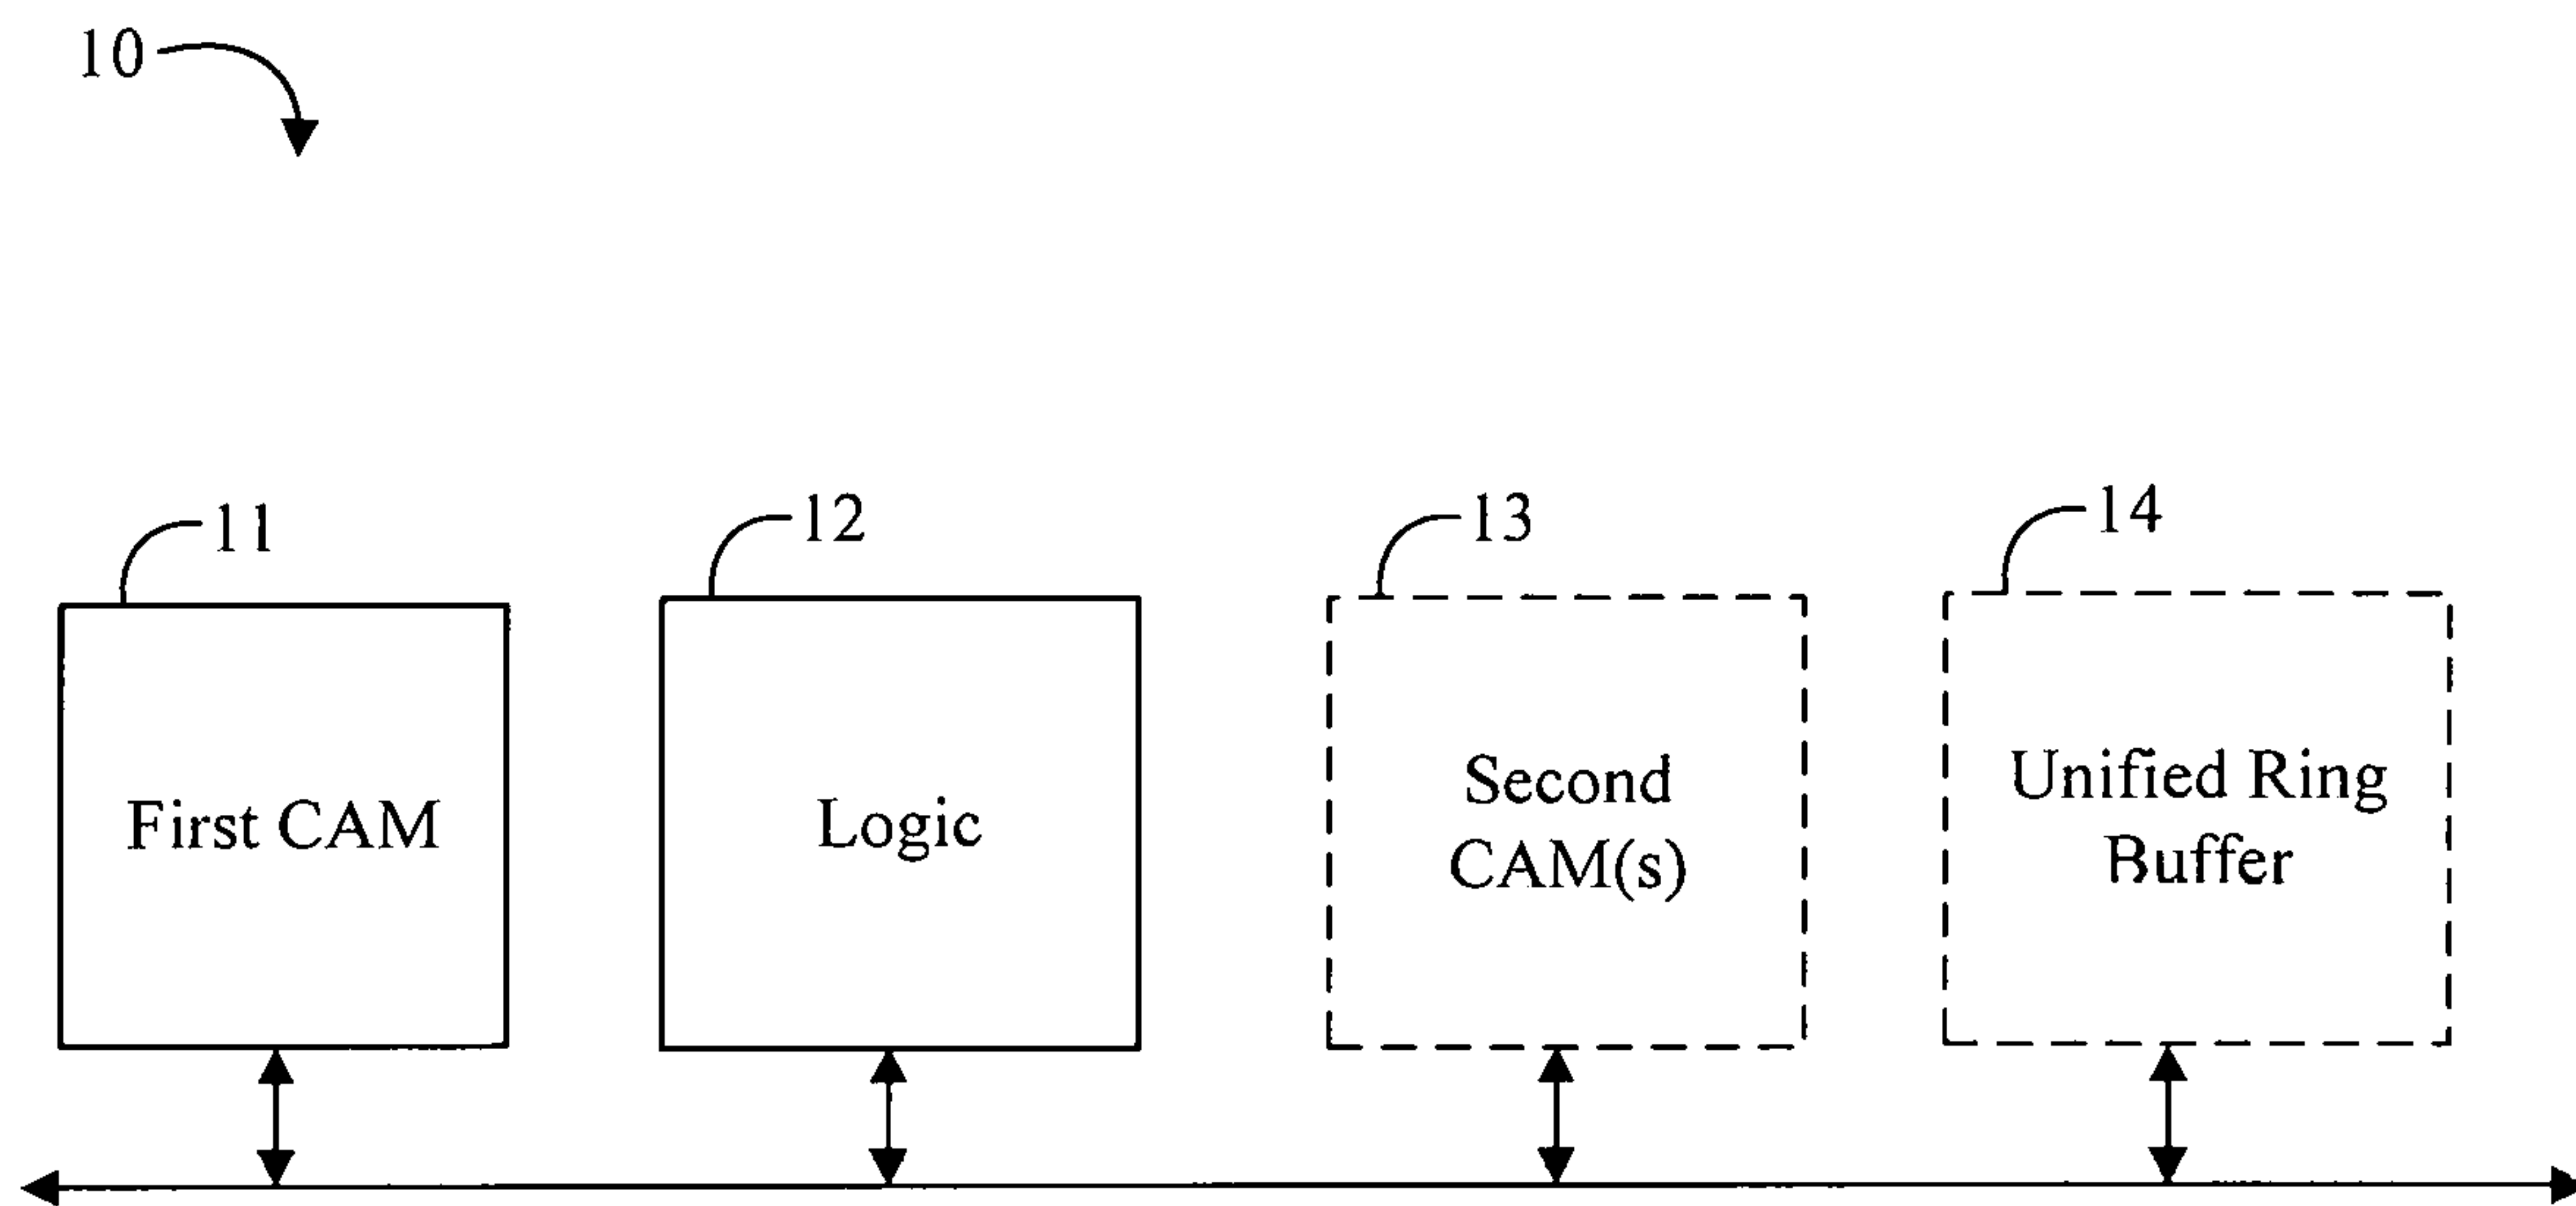 10
11
12
13
14
First CAM
Logic
Second
CAM(s)
Unified Ring
Buffer